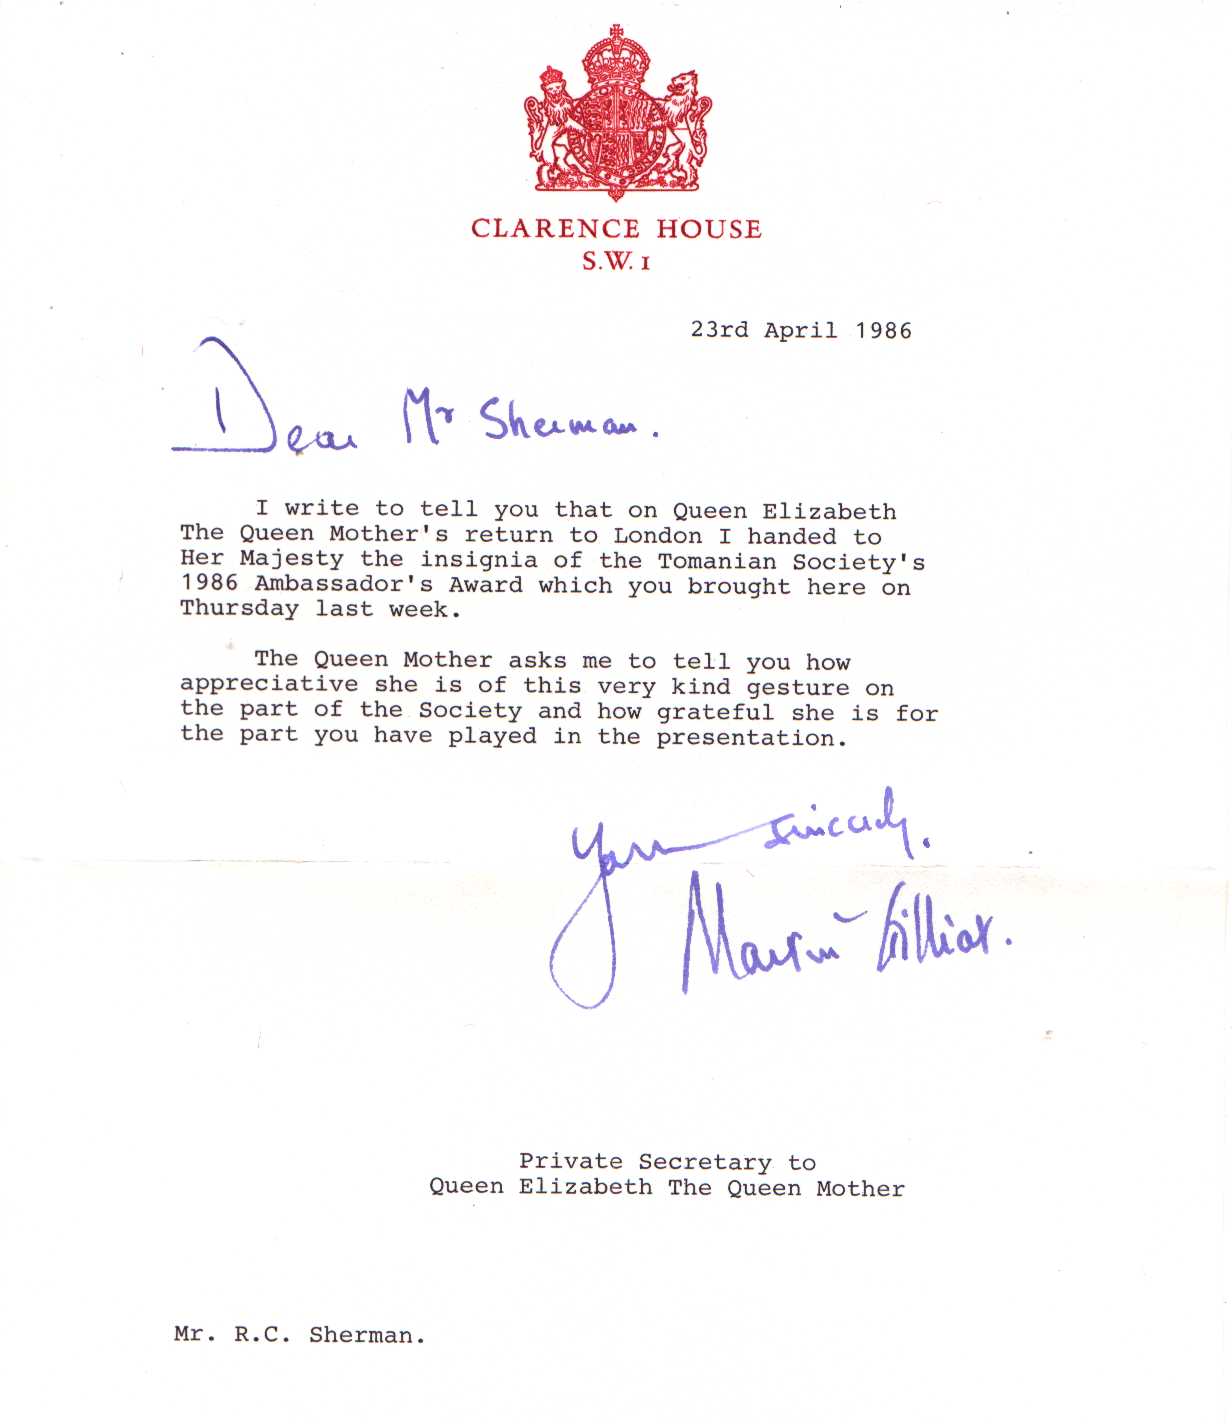 CLARENCE HOUSE
S.W. 1
23rd April 1986
Dear Mr Sherman.
I write to tell you that on Queen Elizabeth
The Queen Mother's return to London I handed to
Her Majesty the insignia of the Tomanian Society's
1986 Ambassador's Award which you brought here on
Thursday last week.
The Queen Mother asks me to tell you how
appreciative she is of this very kind gesture on
the part of the Society and how grateful she is for
the part you have played in the presentation.
Yours sincerely.
Martin Gilliat.
Private Secretary to
Queen Elizabeth The Queen Mother
Mr. R.C. Sherman.